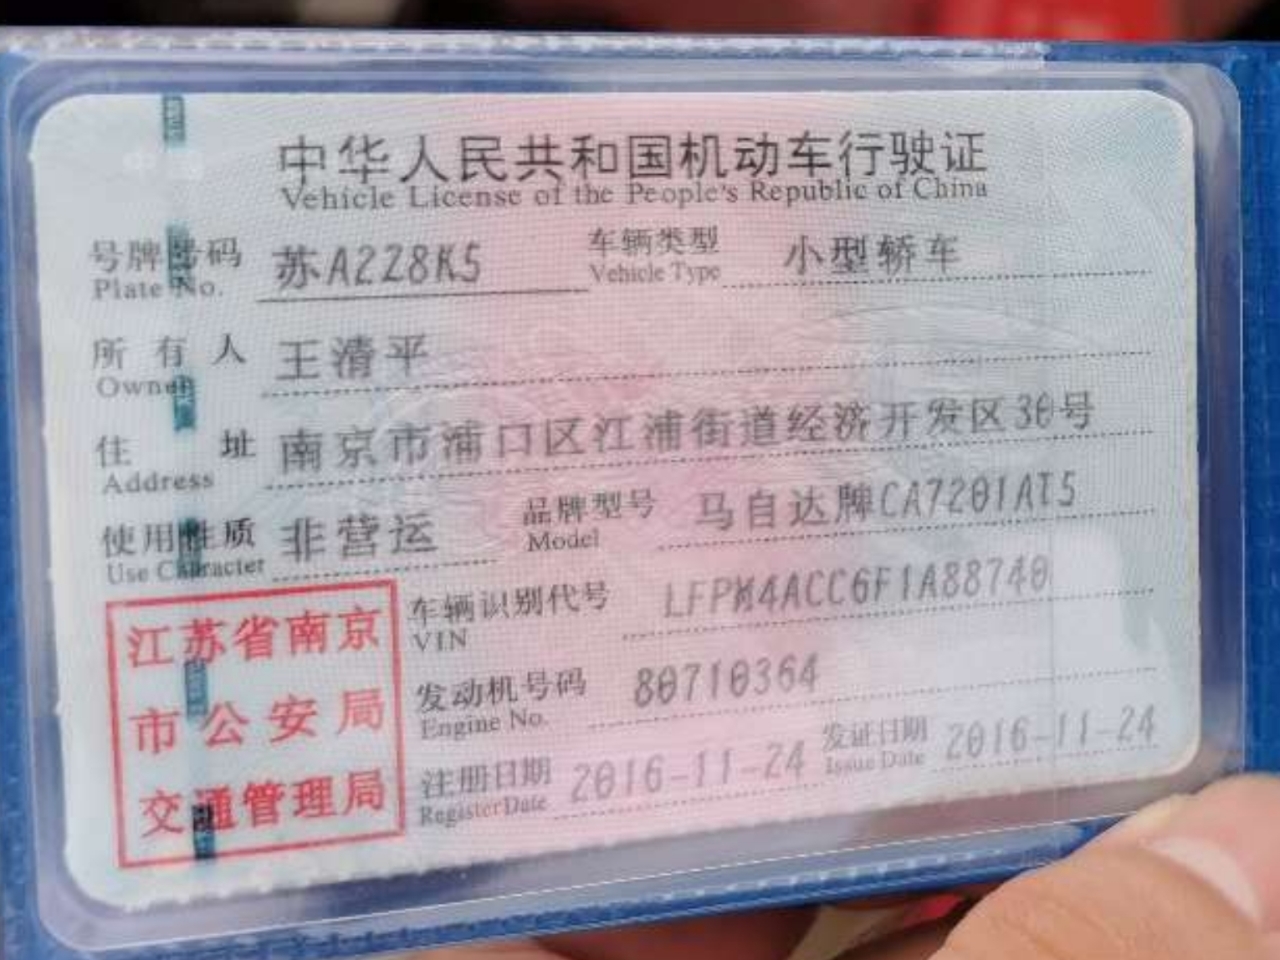 中华人民共和国机动车行驶证
Vehicle License of the People's Republic of China
号牌号码 苏A228K5 车辆类型 小型轿车
Plate No. Vehicle Type
所有人 王清平
Owner
住址 南京市浦口区江浦街道经济开发区30号
Address
使用性质 非营运 品牌型号 马自达牌CA7201AT5
Use Character Model
江苏省南京
市公安局
交通管理局
车辆识别代号 LFPM4ACC6F1A88740
VIN
发动机号码 80710364
Engine No.
注册日期 2016-11-24 发证日期 2016-11-24
Register Date Issue Date